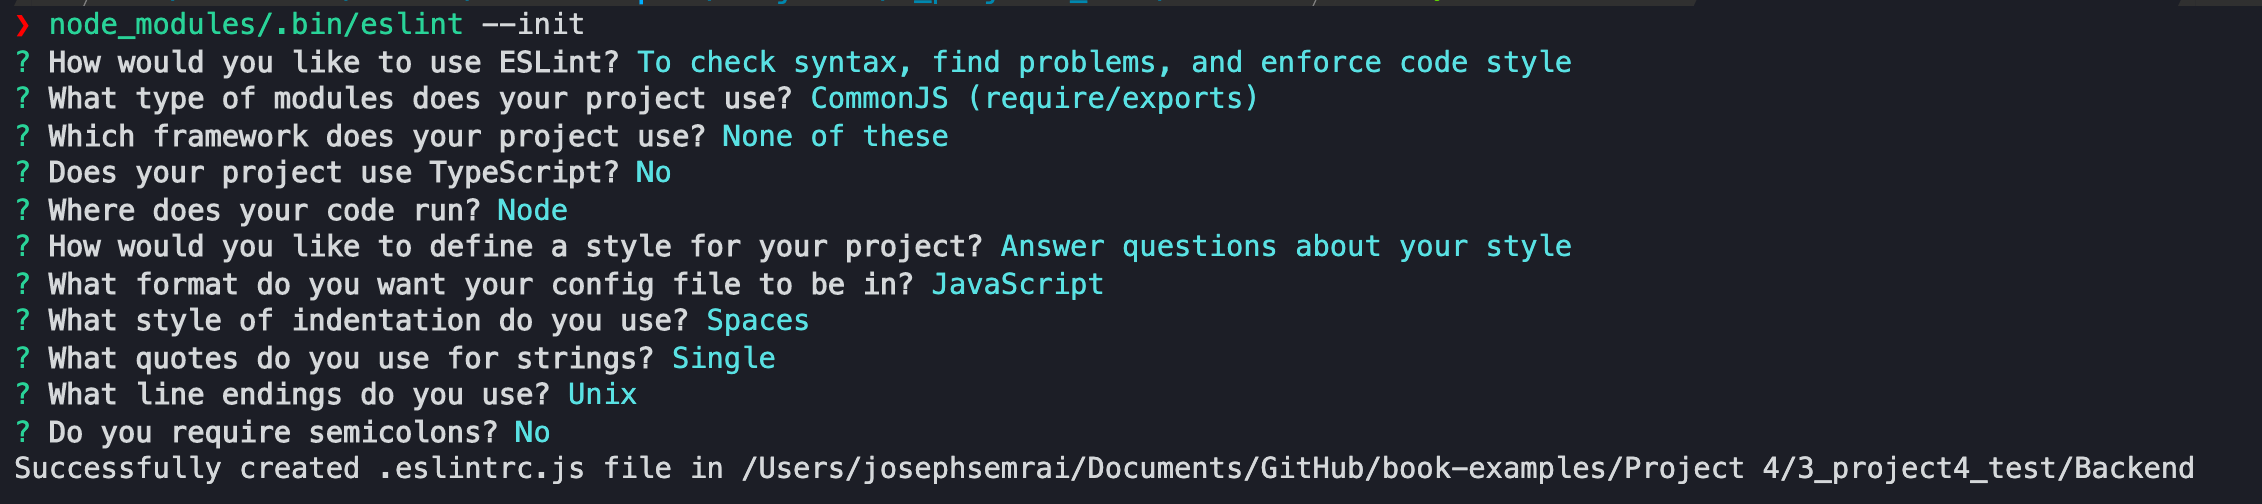 ❯ node_modules/.bin/eslint --init
? How would you like to use ESLint? To check syntax, find problems, and enforce code style
? What type of modules does your project use? CommonJS (require/exports)
? Which framework does your project use? None of these
? Does your project use TypeScript? No
? Where does your code run? Node
? How would you like to define a style for your project? Answer questions about your style
? What format do you want your config file to be in? JavaScript
? What style of indentation do you use? Spaces
? What quotes do you use for strings? Single
? What line endings do you use? Unix
? Do you require semicolons? No
Successfully created .eslintrc.js file in /Users/josephsemrai/Documents/GitHub/book-examples/Project 4/3_project4_test/Backend